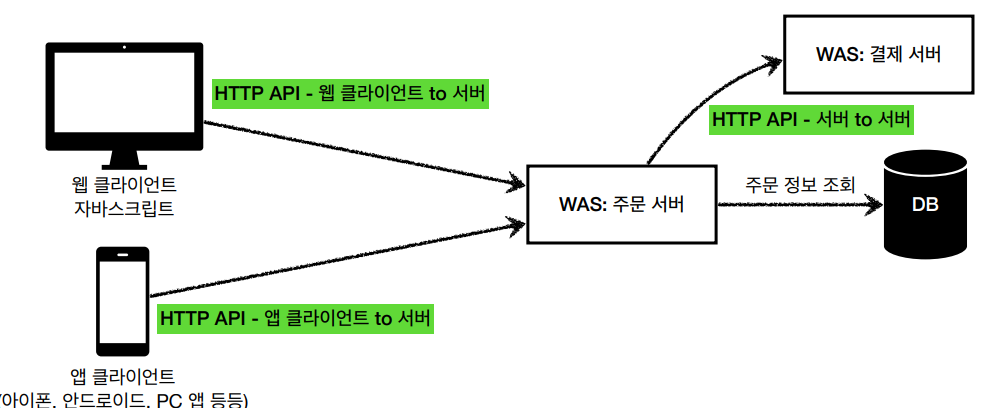 WAS: 결제 서버
HTTP API - 웹 클라이언트 to 서버
HTTP API - 서버 to 서버
웹 클라이언트
자바스크립트
주문 정보 조회
WAS: 주문 서버
DB
HTTP API - 앱 클라이언트 to 서버
앱 클라이언트
(아이폰, 안드로이드, PC 앱 등등)